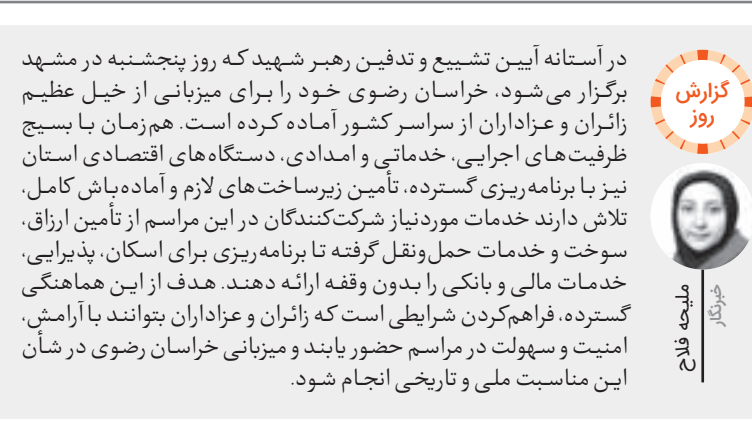 گزارش
روز
در آستانه آیین تشییع و تدفین رهبر شهید که روز پنجشنبه در مشهد
برگزار می‌شود، خراسان رضوی خود را برای میزبانی از خیل عظیم
زائران و عزاداران از سراسر کشور آماده کرده است. هم‌زمان با بسیج
ظرفیت‌های اجرایی، خدماتی و امدادی، دستگاه‌های اقتصادی استان
نیز با برنامه‌ریزی گسترده، تأمین زیرساخت‌های لازم و آماده‌باش کامل،
تلاش دارند خدمات موردنیاز شرکت‌کنندگان در این مراسم از تأمین ارزاق،
سوخت و خدمات حمل‌ونقل گرفته تا برنامه‌ریزی برای اسکان، پذیرایی،
خدمات مالی و بانکی را بدون وقفه ارائه دهند. هدف از این هماهنگی
گسترده، فراهم‌کردن شرایطی است که زائران و عزاداران بتوانند با آرامش،
امنیت و سهولت در مراسم حضور یابند و میزبانی خراسان رضوی در شأن
این مناسبت ملی و تاریخی انجام شود.
خبرنگار
ملیحه فلاح